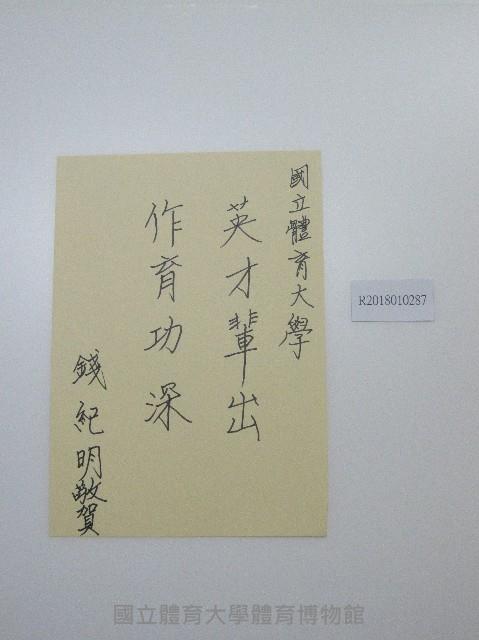 國立體育大學
英才輩出
作育功深
錢紀明敬賀
R2018010287
國立體育大學體育博物館